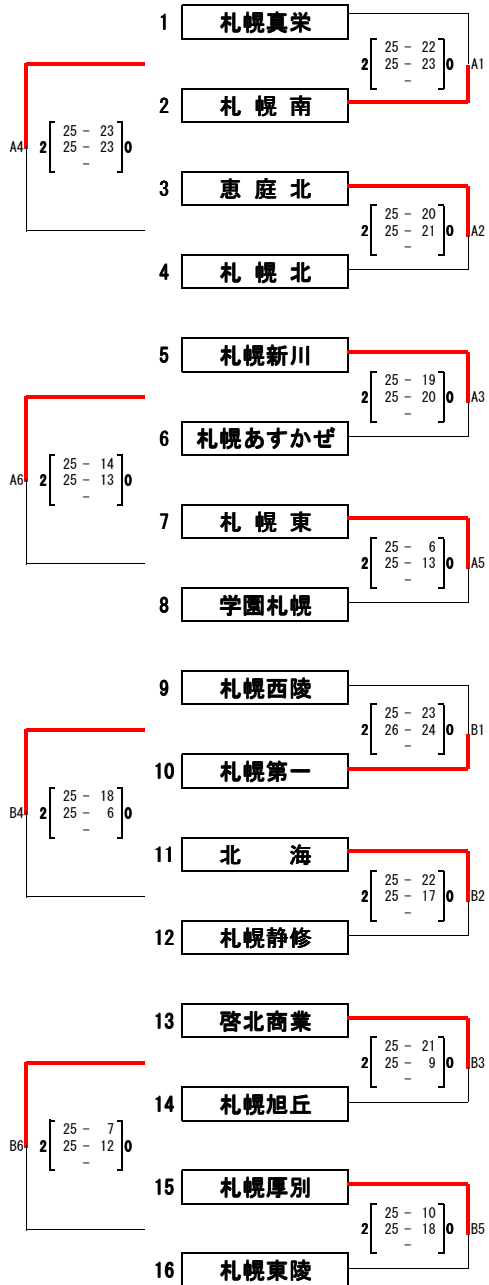 1 札幌真栄
25 - 22
2 25 - 23 0 A1
-
2 札幌南
25 - 23
A4 2 25 - 23 0
-
3 恵庭北
25 - 20
2 25 - 21 0 A2
-
4 札幌北
5 札幌新川
25 - 19
2 25 - 20 0 A3
-
6 札幌あすかぜ
25 - 14
A6 2 25 - 13 0
-
7 札幌東
25 - 6
2 25 - 13 0 A5
-
8 学園札幌
9 札幌西陵
25 - 23
2 26 - 24 0 B1
-
10 札幌第一
25 - 18
B4 2 25 - 6 0
-
11 北海
25 - 22
2 25 - 17 0 B2
-
12 札幌静修
13 啓北商業
25 - 21
2 25 - 9 0 B3
-
14 札幌旭丘
25 - 7
B6 2 25 - 12 0
-
15 札幌厚別
25 - 10
2 25 - 18 0 B5
-
16 札幌東陵